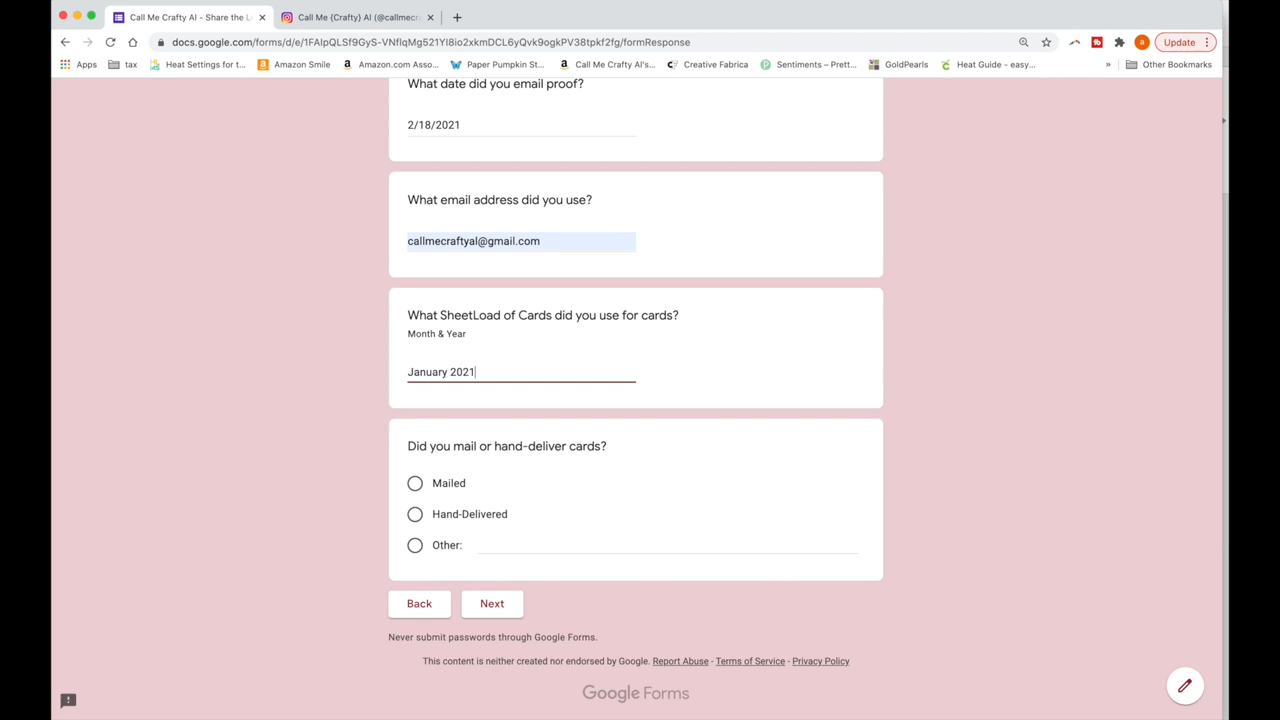 Call Me Crafty Al - Share the L
Call Me {Crafty} Al (@callmecr
docs.google.com/forms/d/e/1FAIpQLSf9GyS-VNflqMg521YI8io2xkmDCL6yQvk9ogkPV38tpkf2fg/formResponse
Update
Apps
tax
Heat Settings for t...
Amazon Smile
Amazon.com Asso...
Paper Pumpkin St...
Call Me Crafty Al's...
Creative Fabrica
Sentiments – Prett...
GoldPearls
Heat Guide - easy...
»
Other Bookmarks
What date did you email proof?
2/18/2021
What email address did you use?
callmecraftyal@gmail.com
What SheetLoad of Cards did you use for cards?
Month & Year
January 2021
Did you mail or hand-deliver cards?
Mailed
Hand-Delivered
Other:
Back
Next
Never submit passwords through Google Forms.
This content is neither created nor endorsed by Google. Report Abuse - Terms of Service - Privacy Policy
Google Forms